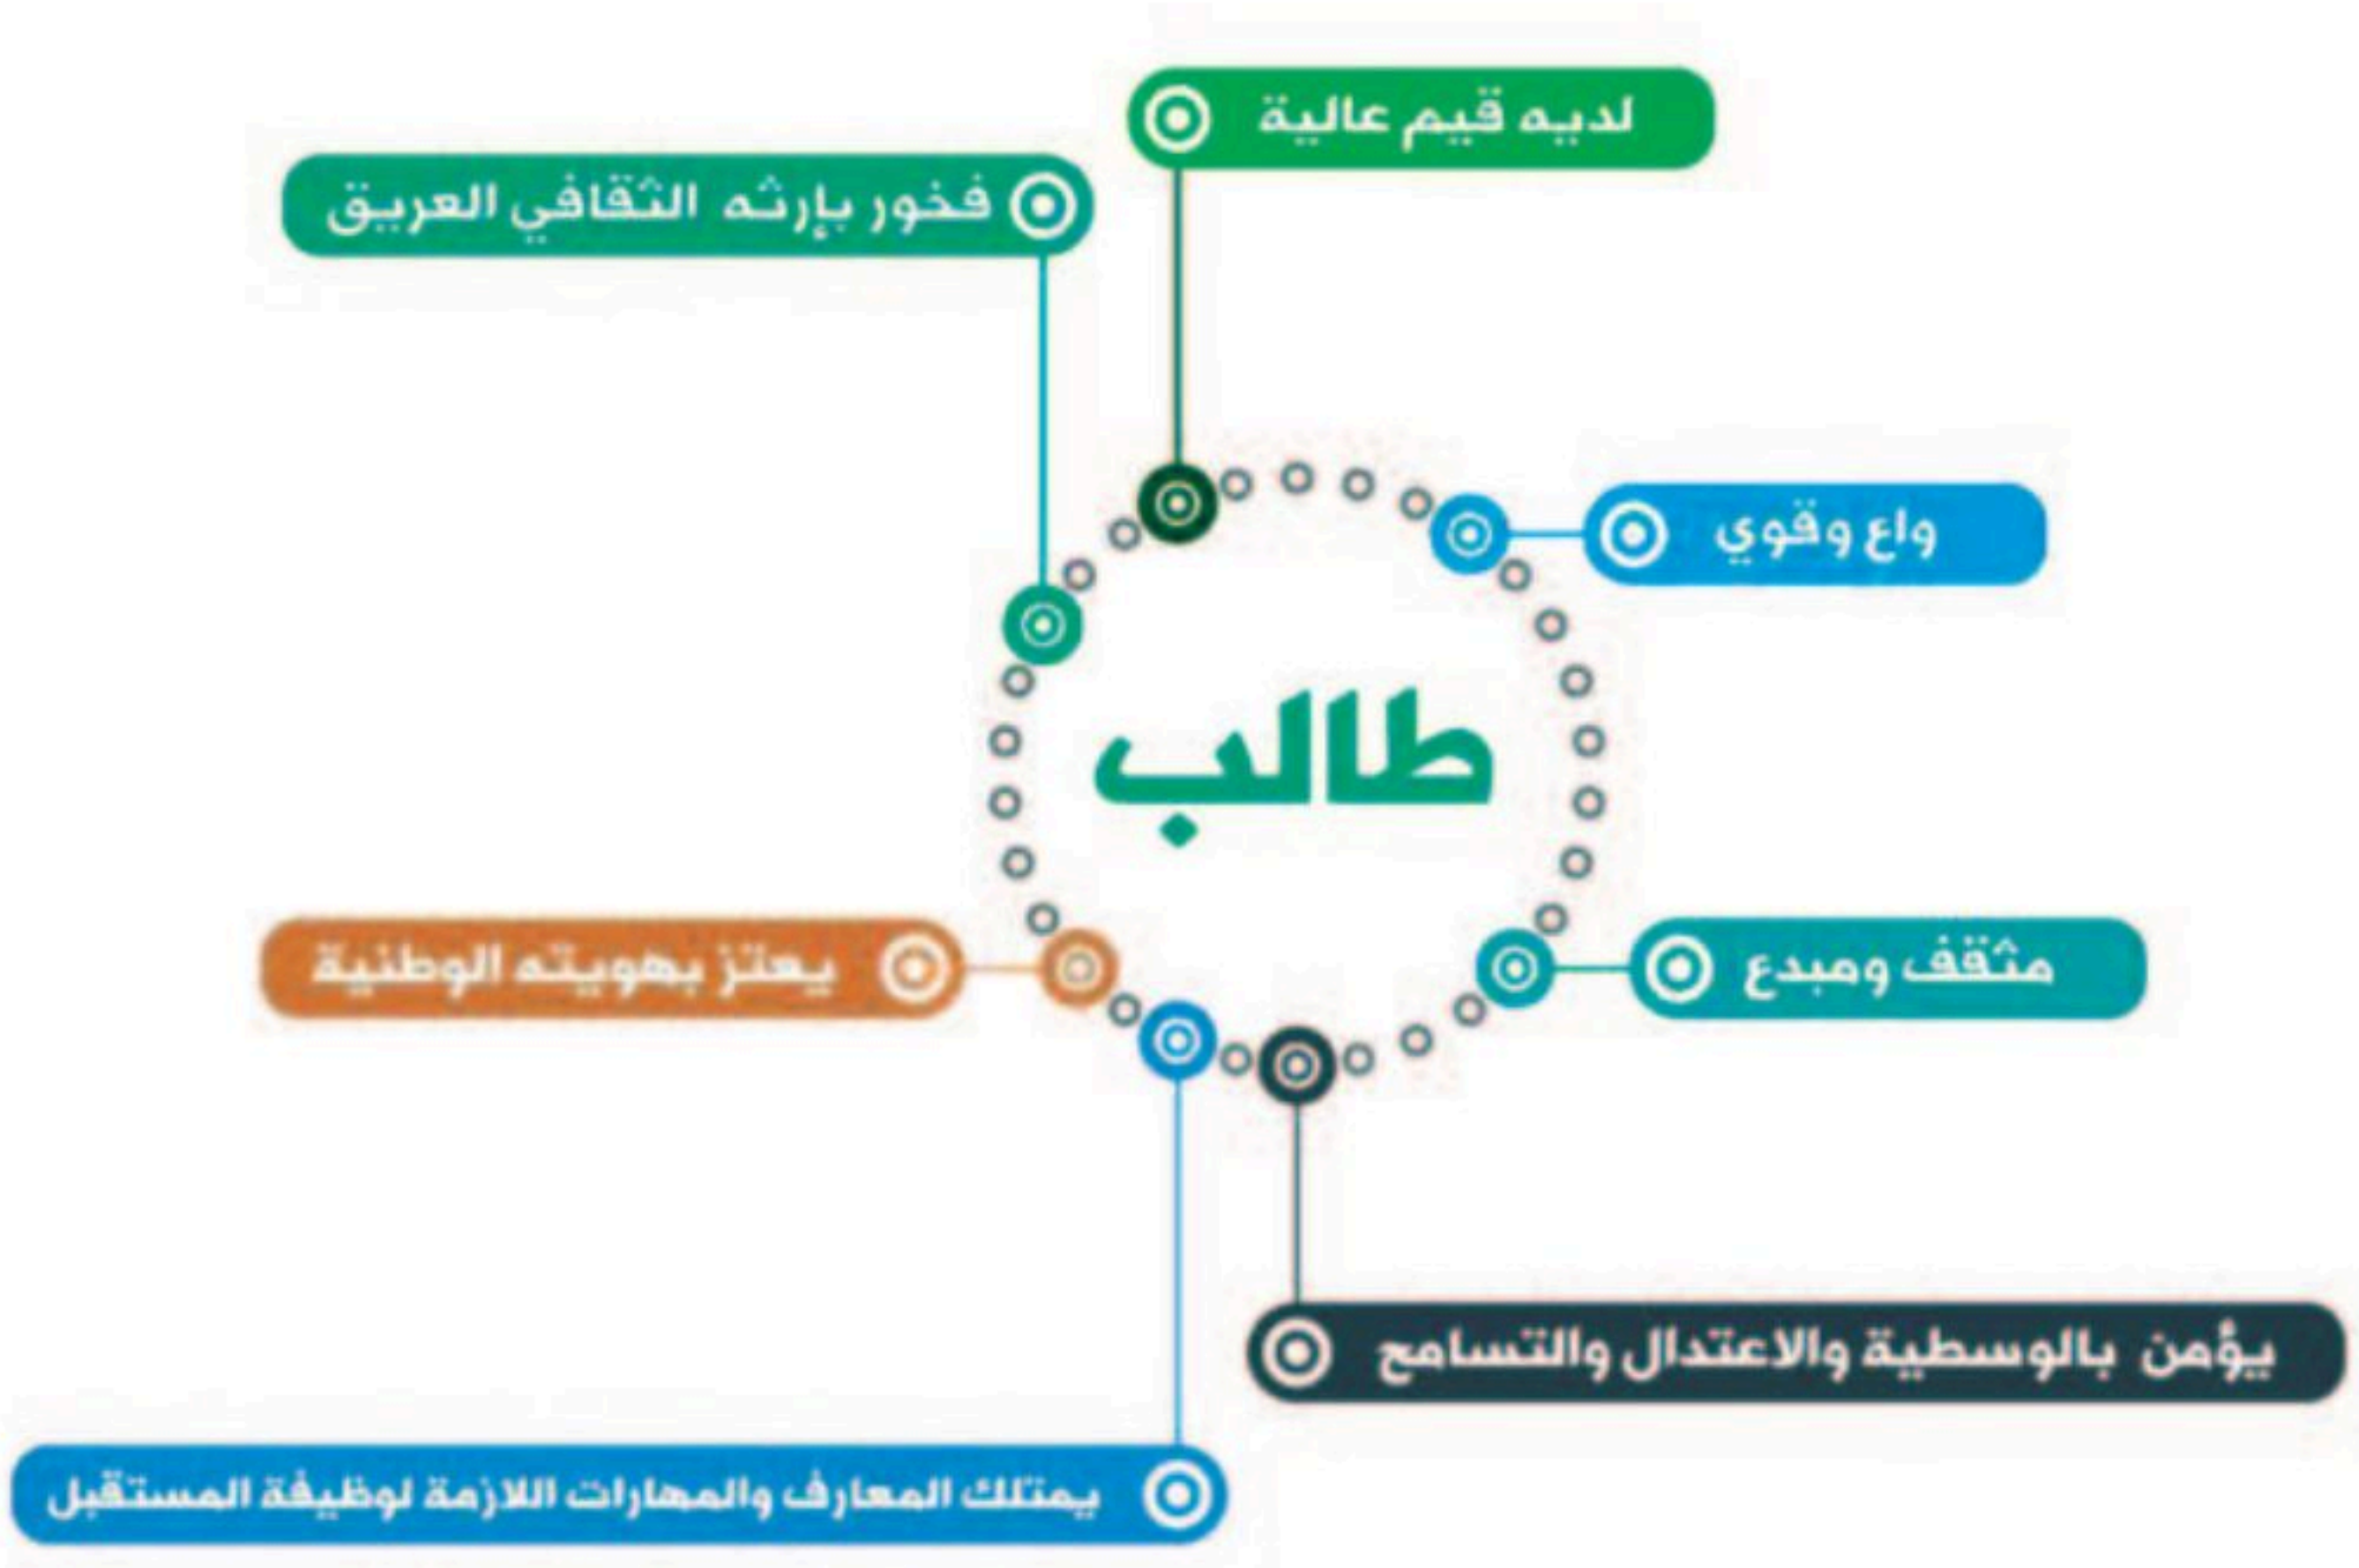 لديه قيم عالية
فخور بإرثه الثقافي العريق
واع وقوي
طالب
مثقف ومبدع
يعتز بهويته الوطنية
يؤمن بالوسطية والاعتدال والتسامح
يمتلك المعارف والمهارات اللازمة لوظيفة المستقبل